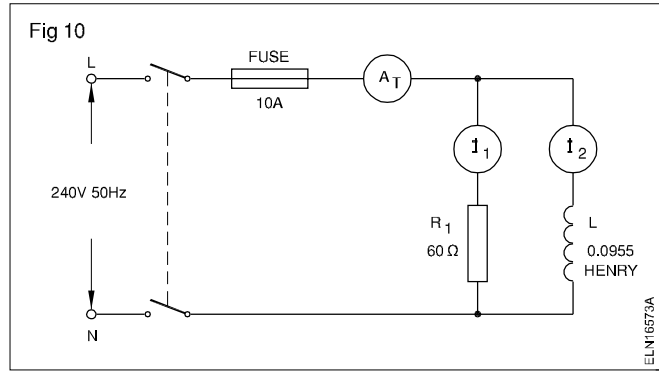 Fig 10
L
FUSE
10A
A T
I 1
I 2
240V 50Hz
R 1
60 Ω
L
0.0955
HENRY
N
ELN16573A